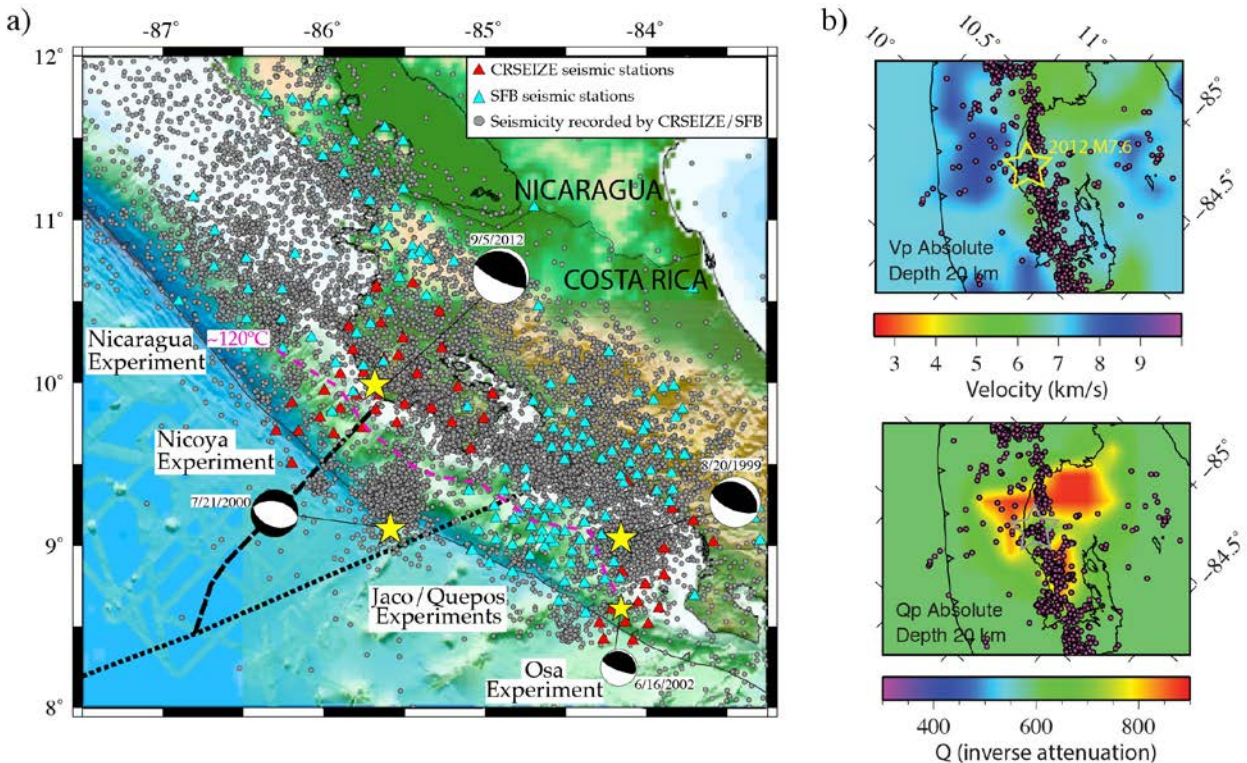 a)
-87°
-86°
-85°
-84°
12°
11°
10°
9°
8°
CRSEIZE seismic stations
SFB seismic stations
Seismicity recorded by CRSEIZE/SFB
NICARAGUA
9/5/2012
COSTA RICA
Nicaragua
Experiment
~120°C
Nicoya
Experiment
7/21/2000
8/20/1999
Jaco/Quepos
Experiments
Osa
Experiment
6/16/2002
b)
10°
10.5°
11°
-85°
-84.5°
2012 M7.6
Vp Absolute
Depth 20 km
3 4 5 6 7 8 9
Velocity (km/s)
-85°
-84.5°
Qp Absolute
Depth 20 km
400 600 800
Q (inverse attenuation)